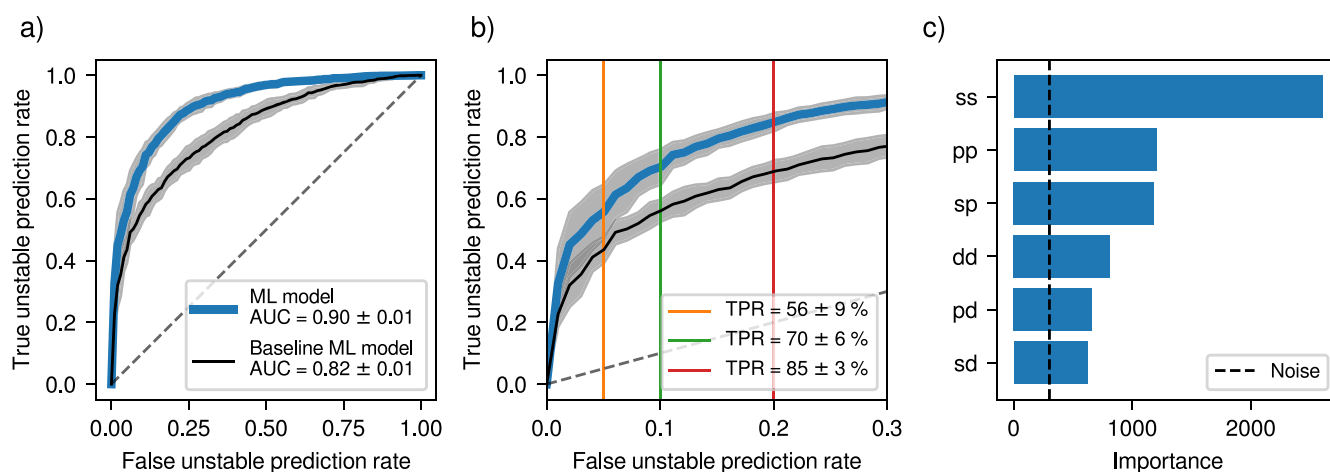 a)
True unstable prediction rate
1.0
0.8
0.6
0.4
0.2
0.0
0.00 0.25 0.50 0.75 1.00
False unstable prediction rate
ML model
AUC = 0.90 ± 0.01
Baseline ML model
AUC = 0.82 ± 0.01
b)
True unstable prediction rate
1.0
0.8
0.6
0.4
0.2
0.0
0.0 0.1 0.2 0.3
False unstable prediction rate
TPR = 56 ± 9 %
TPR = 70 ± 6 %
TPR = 85 ± 3 %
c)
ss
pp
sp
dd
pd
sd
Noise
0 1000 2000
Importance